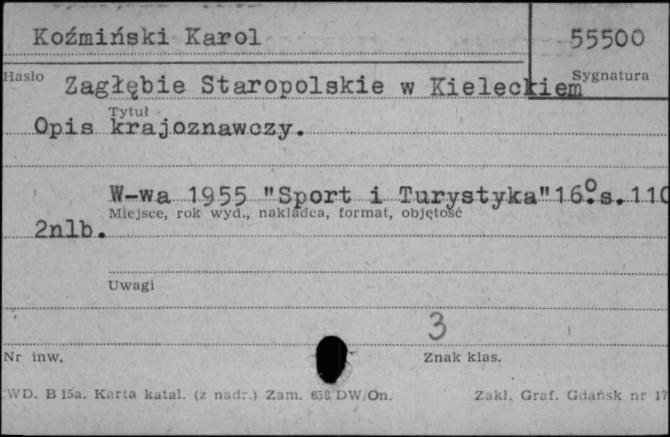 Koźmiński Karol 55500
Hasło Sygnatura
Zagłębie Staropolskie w Kieleckiem
Tytuł
Opis krajoznawczy.
W-wa 1955 "Sport i Turystyka" 16°.s.110
Miejsce, rok wyd., nakładca, format, objętość
2nlb.
Uwagi
3
Nr inw. Znak klas.
WD. B 15a. Karta katal. (z nadr.) Zam. 658 DW/On. Zakł. Graf. Gdańsk nr 17